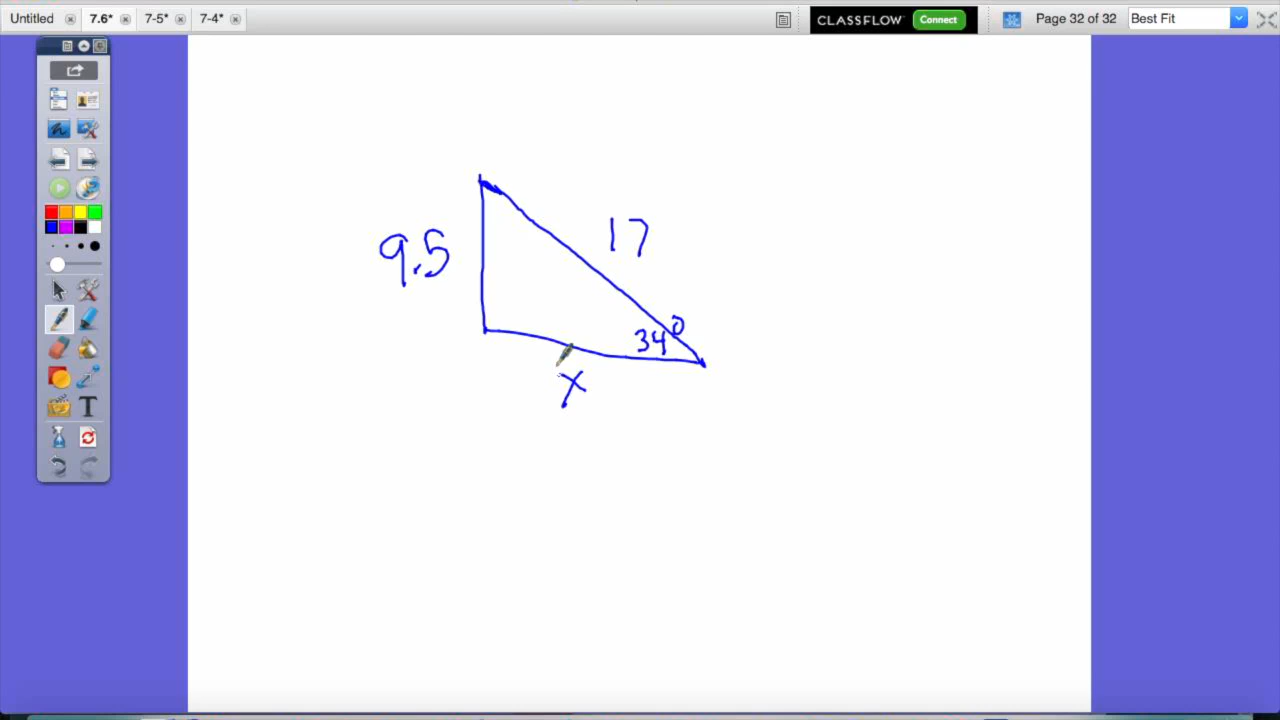 Untitled 7.6* 7-5* 7-4* CLASSFLOW Connect Page 32 of 32 Best Fit
T
17
9.5
34°
x